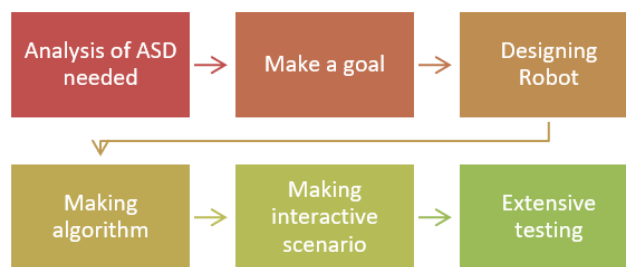 Analysis of ASD
needed
Make a goal
Designing
Robot
Making
algorithm
Making
interactive
scenario
Extensive
testing